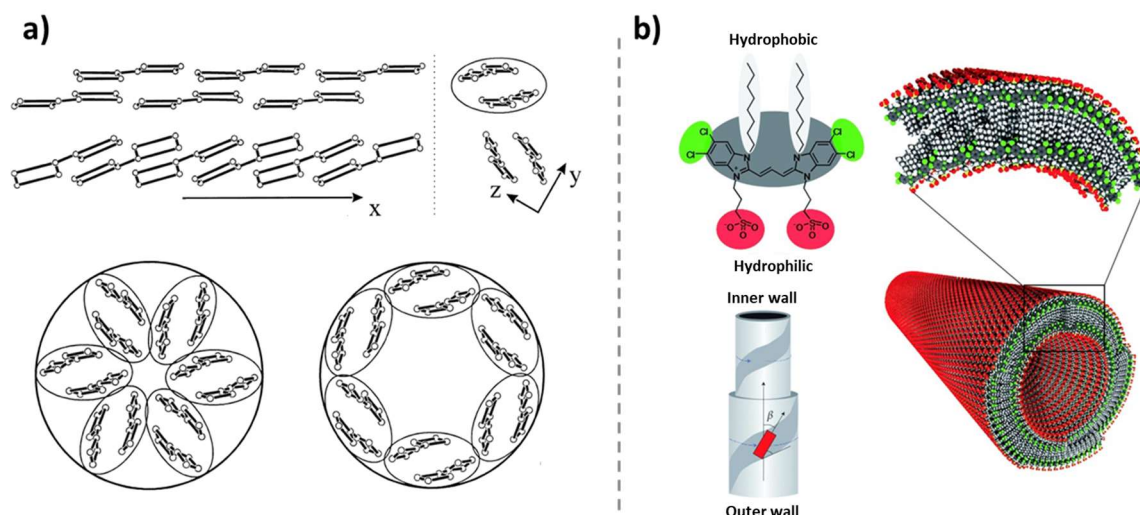 a)
x
z
y
b)
Hydrophobic
Cl
Cl
Cl
Cl
N
N
N
N
+
O
-O-S=O
O
O
-O-S=O
O
Hydrophilic
Inner wall
β
Outer wall